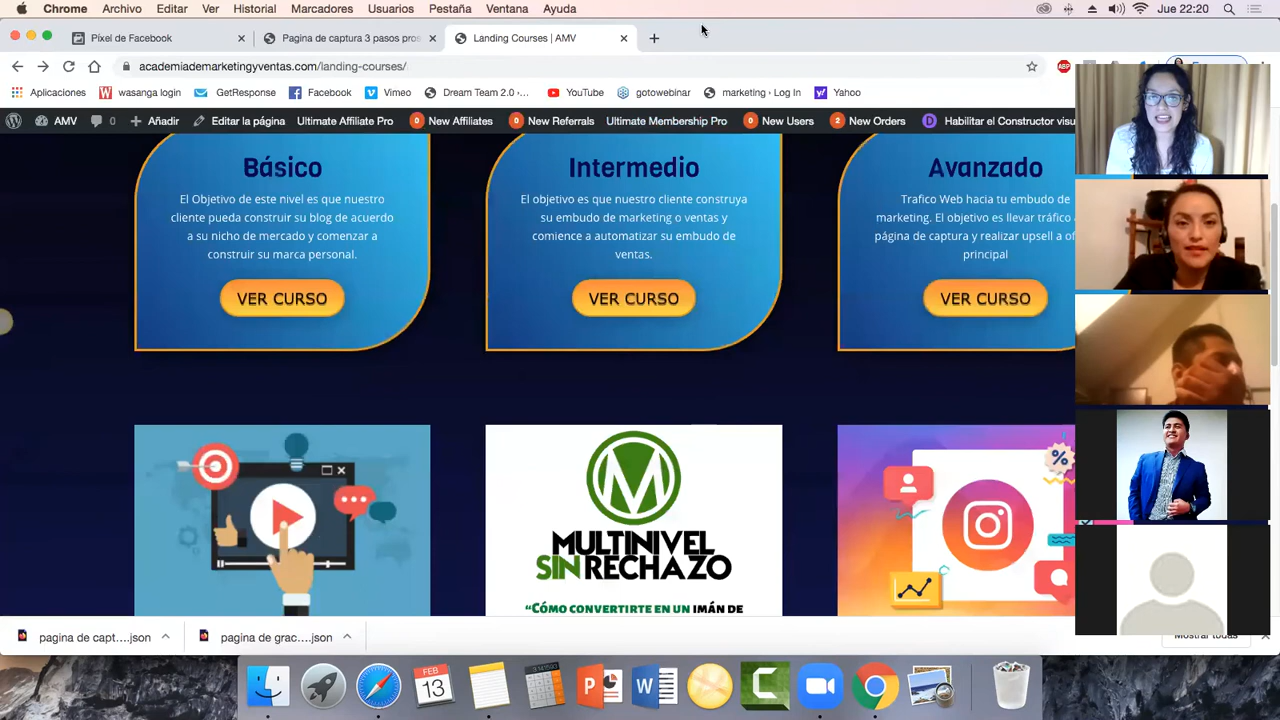 Chrome Archivo Editar Ver Historial Marcadores Usuarios Pestaña Ventana Ayuda Jue 22:20
Píxel de Facebook
Pagina de captura 3 pasos pros
Landing Courses | AMV
academiademarketingyventas.com/landing-courses/
ABP
Aplicaciones wasanga login GetResponse Facebook Vimeo Dream Team 2.0 -... YouTube gotowebinar marketing ‹ Log In Yahoo
AMV 0 Añadir Editar la página Ultimate Affiliate Pro 0 New Affiliates 0 New Referrals Ultimate Membership Pro 0 New Users 2 New Orders Habilitar el Constructor visu
Básico
El Objetivo de este nivel es que nuestro
cliente pueda construir su blog de acuerdo
a su nicho de mercado y comenzar a
construir su marca personal.
VER CURSO
Intermedio
El objetivo es que nuestro cliente construya
su embudo de marketing o ventas y
comience a automatizar su embudo de
ventas.
VER CURSO
Avanzado
Trafico Web hacia tu embudo de
marketing. El objetivo es llevar tráfico a
página de captura y realizar upsell a of
principal
VER CURSO
MULTINIVEL
SIN RECHAZO
“CÓMO CONVERTIRTE EN UN IMÁN DE
%
pagina de capt....json
pagina de grac....json
Mostrar todas
FEB
13